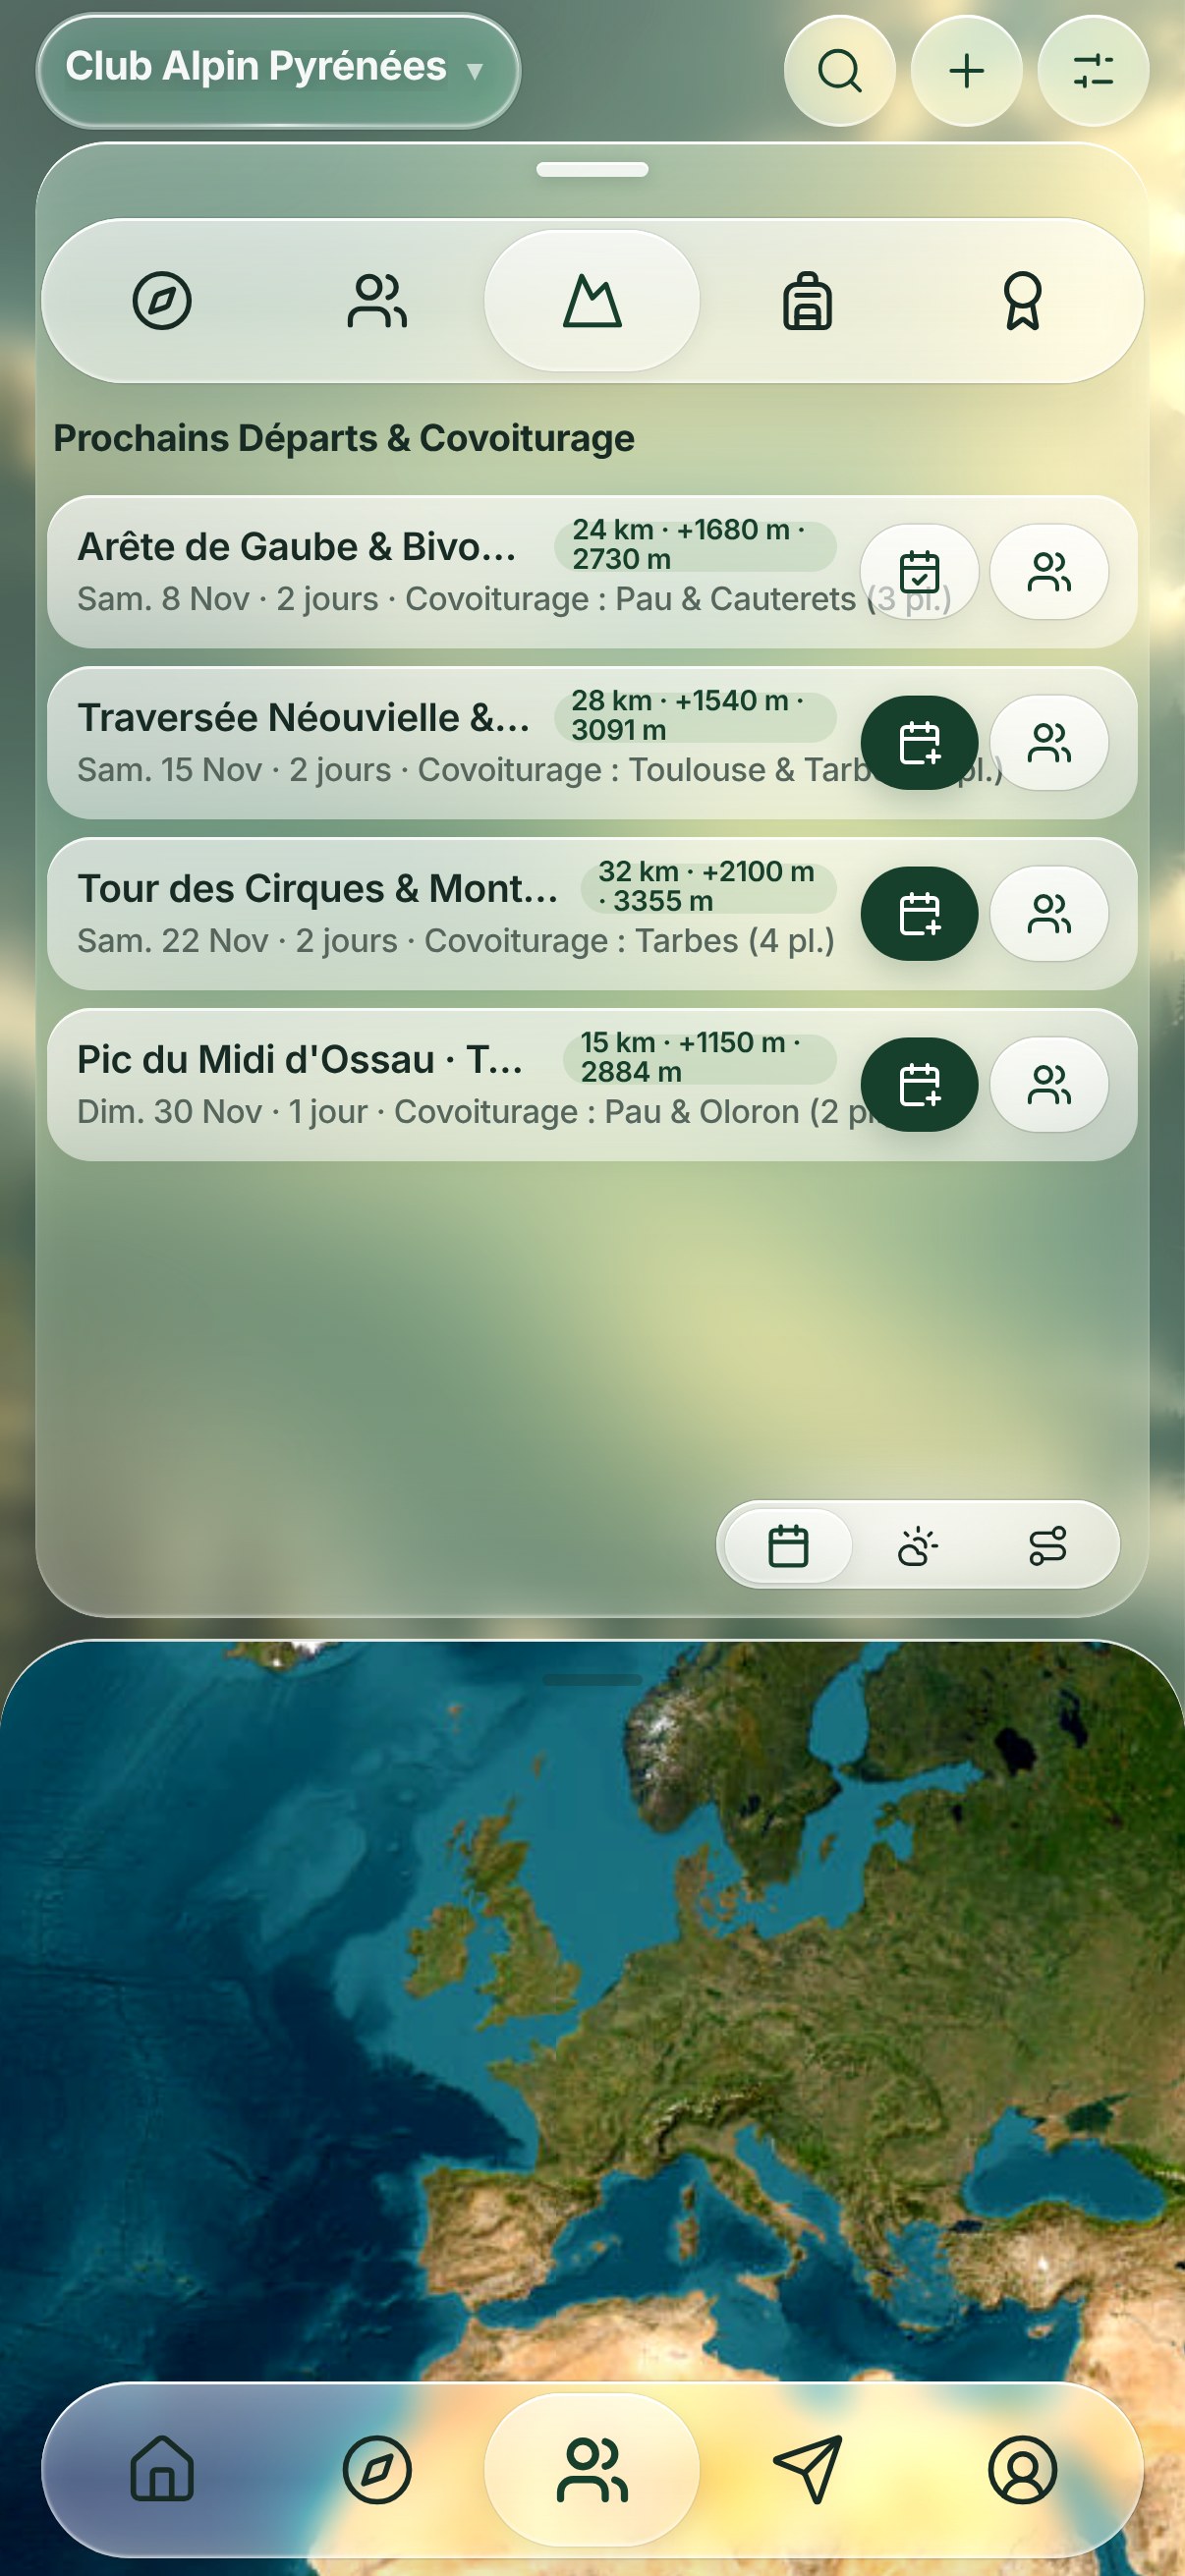 Club Alpin Pyrénées ▼
Prochains Départs & Covoiturage
Arête de Gaube & Bivo...
24 km · +1680 m ·
2730 m
Sam. 8 Nov · 2 jours · Covoiturage : Pau & Cauterets (3 pl.)
Traversée Néouvielle &...
28 km · +1540 m ·
3091 m
Sam. 15 Nov · 2 jours · Covoiturage : Toulouse & pl.)
Tour des Cirques & Mont...
32 km · +2100 m
· 3355 m
Sam. 22 Nov · 2 jours · Covoiturage : Tarbes (4 pl.)
Pic du Midi d'Ossau · T...
15 km · +1150 m ·
2884 m
Dim. 30 Nov · 1 jour · Covoiturage : Pau & Oloron (2